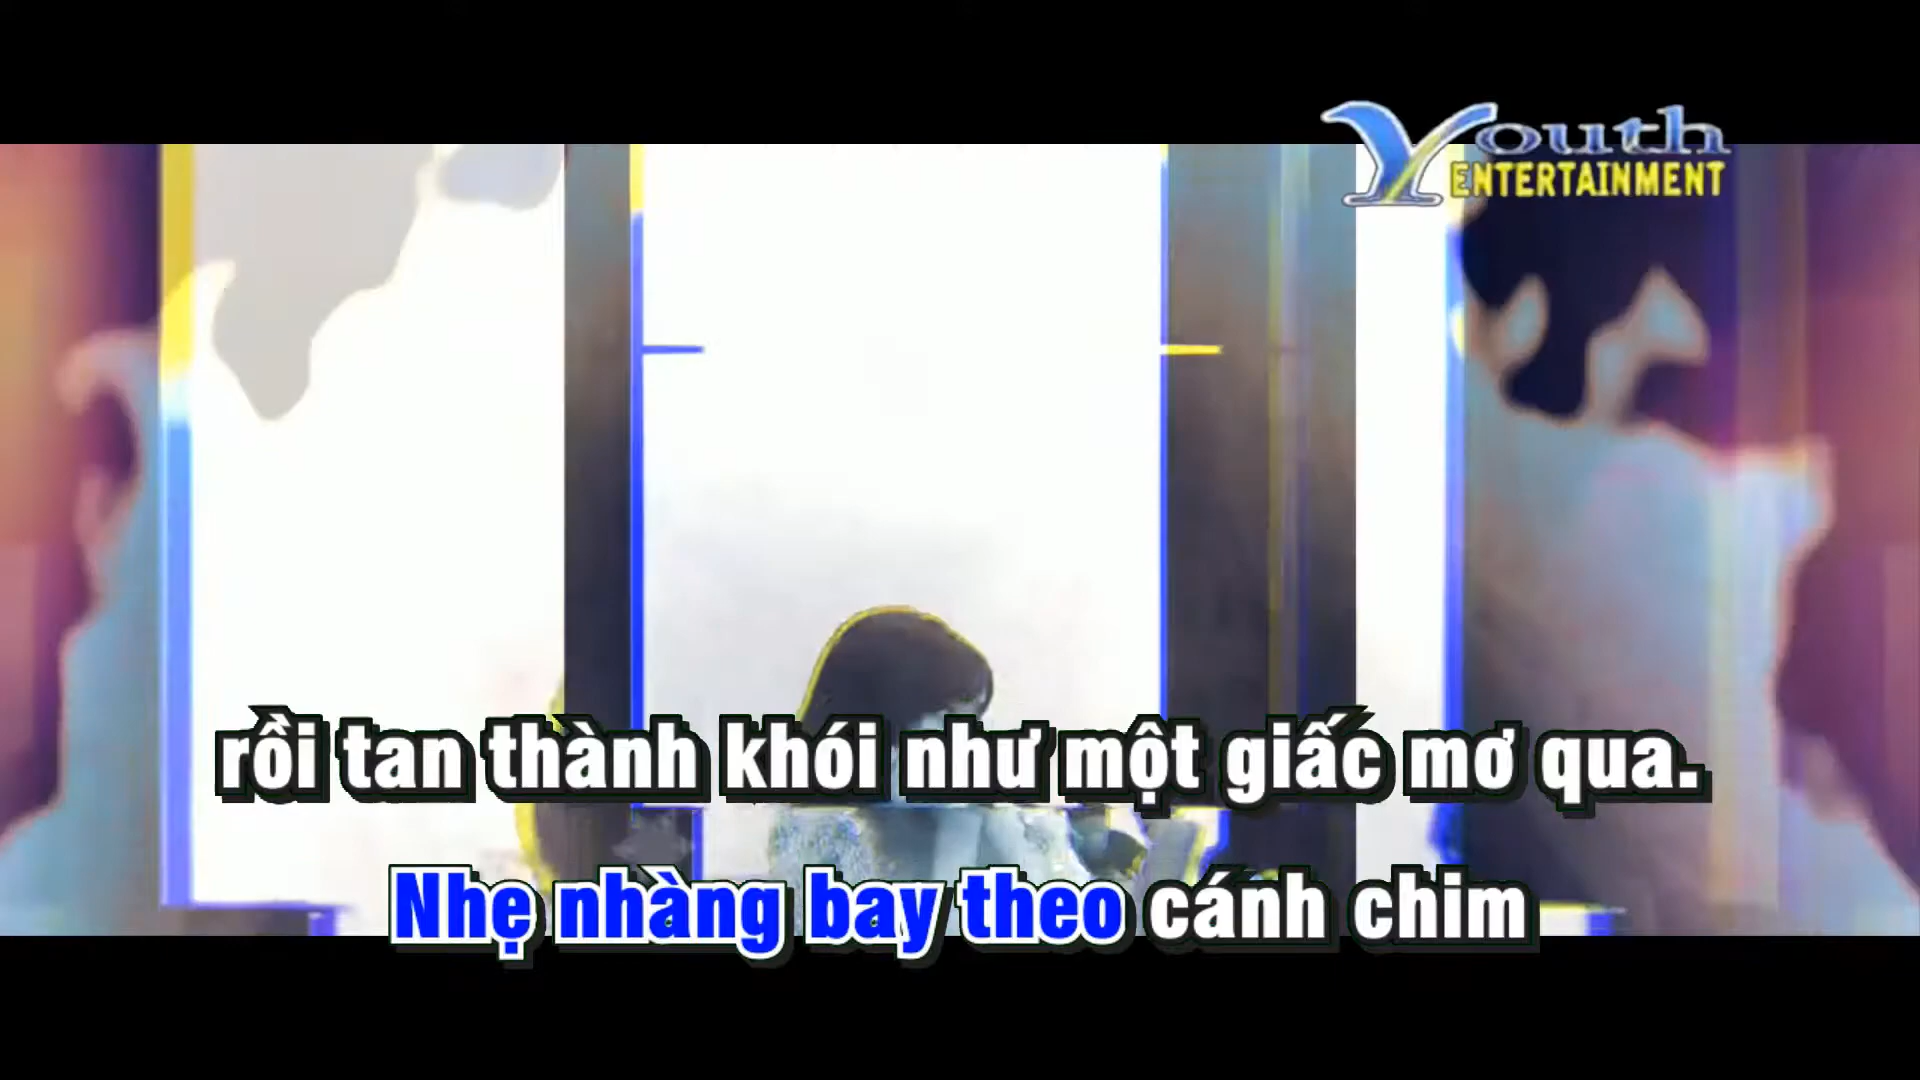 Youth
ENTERTAINMENT
rồi tan thành khói như một giấc mơ qua.
Nhẹ nhàng bay theo cánh chim